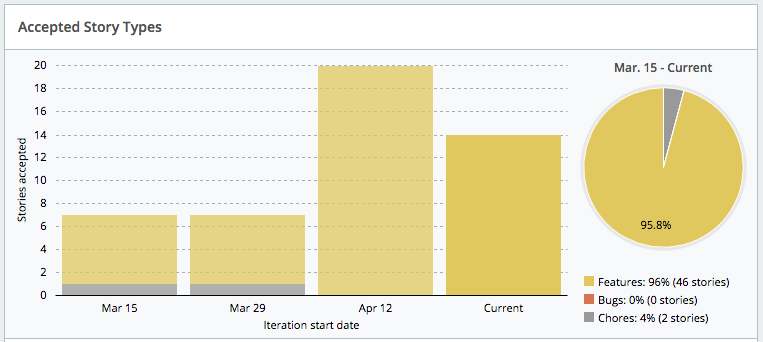 Accepted Story Types
20
18
16
14
12
10
8
6
4
2
0
Stories accepted
Mar 15
Mar 29
Apr 12
Current
Iteration start date
Mar. 15 - Current
95.8%
Features: 96% (46 stories)
Bugs: 0% (0 stories)
Chores: 4% (2 stories)